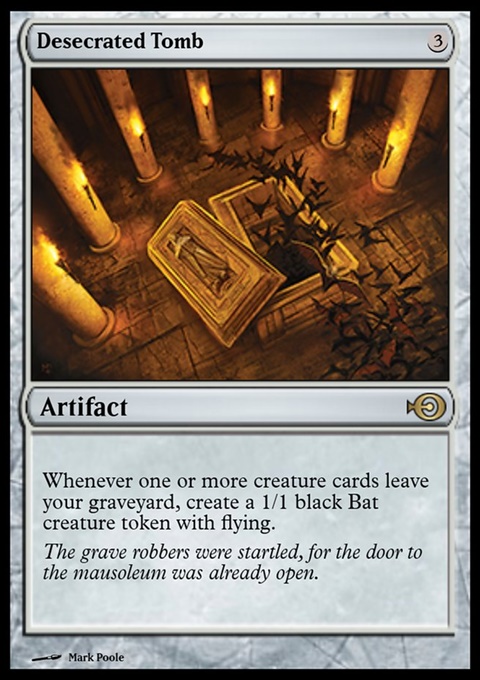 Desecrated Tomb 3
Artifact
Whenever one or more creature cards leave
your graveyard, create a 1/1 black Bat
creature token with flying.
The grave robbers were startled, for the door to
the mausoleum was already open.
Mark Poole